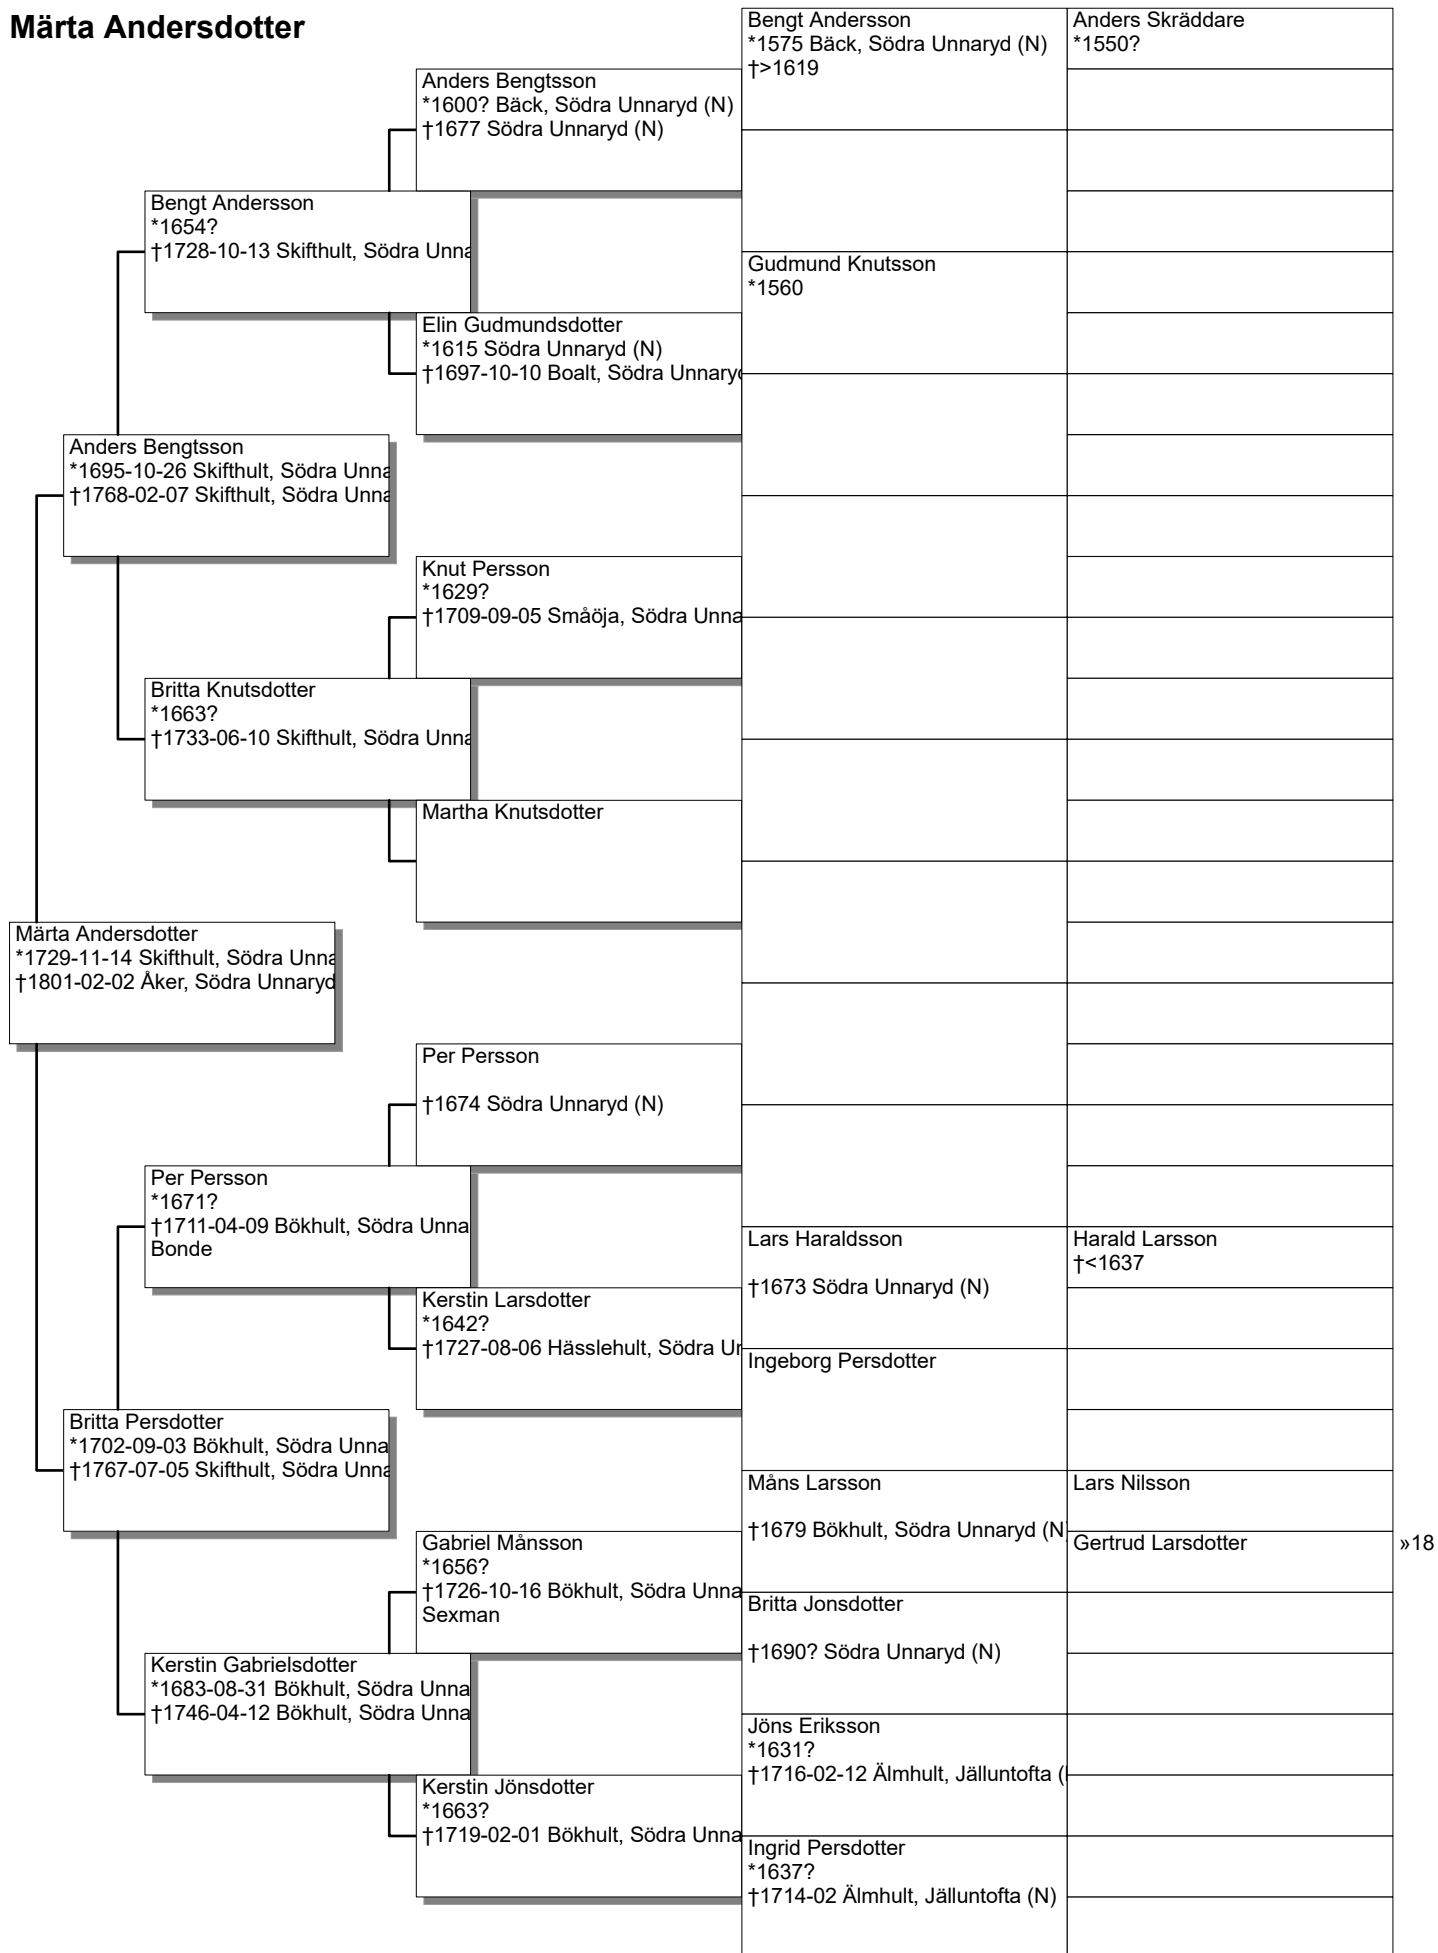 Märta Andersdotter
Bengt Andersson
*1575 Bäck, Södra Unnaryd (N)
†>1619
Anders Skräddare
*1550?
Anders Bengtsson
*1600? Bäck, Södra Unnaryd (N)
†1677 Södra Unnaryd (N)
Bengt Andersson
*1654?
†1728-10-13 Skifthult, Södra Unna
Gudmund Knutsson
*1560
Elin Gudmundsdotter
*1615 Södra Unnaryd (N)
†1697-10-10 Boalt, Södra Unnaryd
Anders Bengtsson
*1695-10-26 Skifthult, Södra Unna
†1768-02-07 Skifthult, Södra Unna
Knut Persson
*1629?
†1709-09-05 Småöja, Södra Unna
Britta Knutsdotter
*1663?
†1733-06-10 Skifthult, Södra Unna
Martha Knutsdotter
Märta Andersdotter
*1729-11-14 Skifthult, Södra Unna
†1801-02-02 Åker, Södra Unnaryd
Per Persson
†1674 Södra Unnaryd (N)
Per Persson
*1671?
†1711-04-09 Bökhult, Södra Unna
Bonde
Lars Haraldsson
†1673 Södra Unnaryd (N)
Harald Larsson
†<1637
Kerstin Larsdotter
*1642?
†1727-08-06 Hässlehult, Södra Un
Ingeborg Persdotter
Britta Persdotter
*1702-09-03 Bökhult, Södra Unna
†1767-07-05 Skifthult, Södra Unna
Måns Larsson
†1679 Bökhult, Södra Unnaryd (N)
Lars Nilsson
Gertrud Larsdotter
»18
Gabriel Månsson
*1656?
†1726-10-16 Bökhult, Södra Unna
Sexman
Britta Jonsdotter
†1690? Södra Unnaryd (N)
Kerstin Gabrielsdotter
*1683-08-31 Bökhult, Södra Unna
†1746-04-12 Bökhult, Södra Unna
Jöns Eriksson
*1631?
†1716-02-12 Älmhult, Jälluntofta (
Kerstin Jönsdotter
*1663?
†1719-02-01 Bökhult, Södra Unna
Ingrid Persdotter
*1637?
†1714-02 Älmhult, Jälluntofta (N)